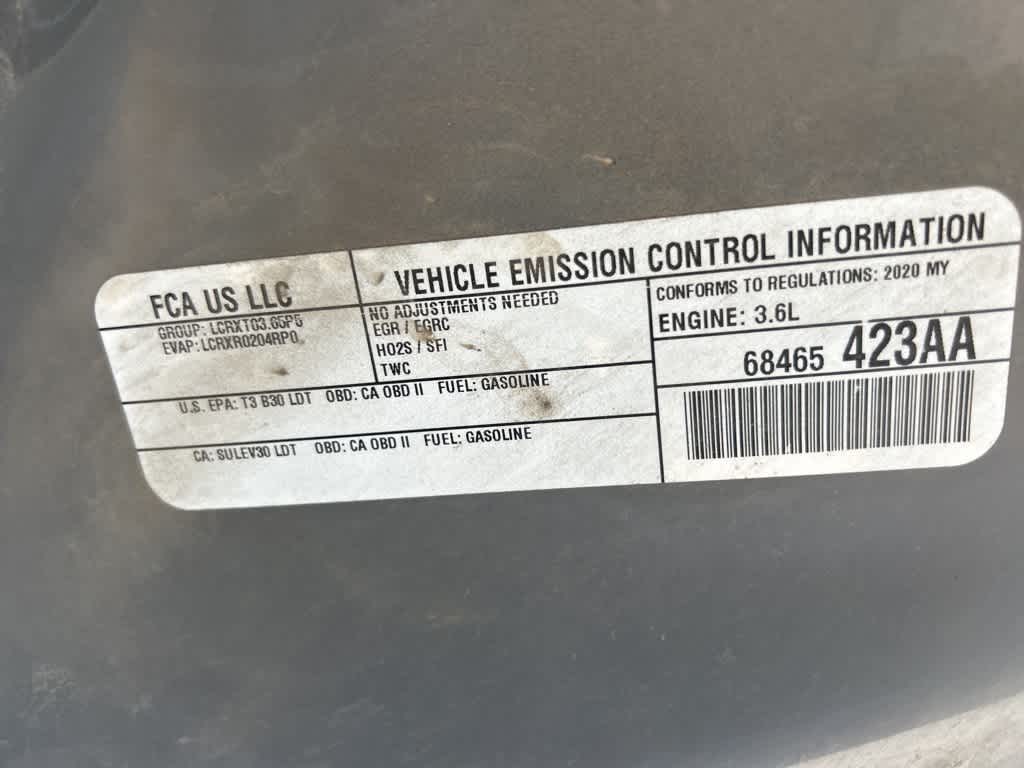 FCA US LLC
GROUP: LCRXT03.65P5
EVAP:LCRXR0204RP0
VEHICLE EMISSION CONTROL INFORMATION
NO ADJUSTMENTS NEEDED
EGR / EGRC
HO2S / SFI
TWC
CONFORMS TO REGULATIONS: 2020 MY
ENGINE: 3.6L
68465 423AA
U.S. EPA: T3 B30 LDT OBD: CA OBD II FUEL: GASOLINE
CA: SULEV30 LDT OBD: CA OBD II FUEL: GASOLINE